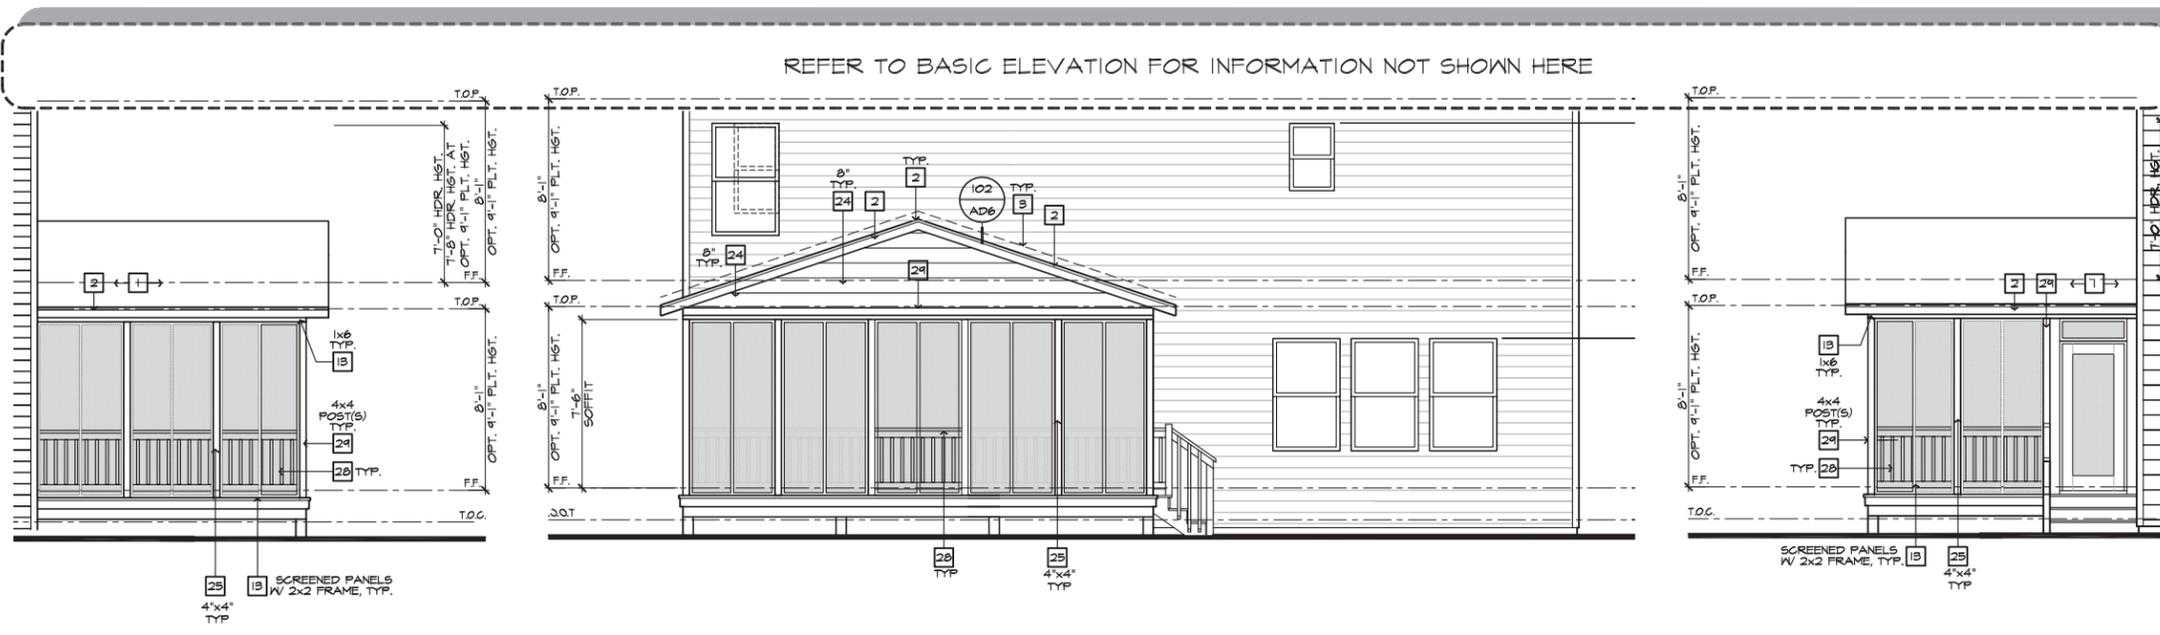 REFER TO BASIC ELEVATION FOR INFORMATION NOT SHOWN HERE
T.O.P.
7'-0" HDR. HGT.
7'-8" HDR. HGT. AT
OPT. 9'-1" PLT. HGT.
8'-1"
OPT. 9'-1" PLT. HGT.
F.F.
2
1
T.O.P.
1x6
TYP.
13
4x4
POST(S)
TYP.
29
28 TYP.
8'-1"
OPT. 9'-1" PLT. HGT.
F.F.
T.O.C.
25
4"x4"
TYP
13
SCREENED PANELS
W/ 2x2 FRAME, TYP.
T.O.P.
8'-1"
OPT. 9'-1" PLT. HGT.
F.F.
T.O.P.
8'-1"
OPT. 9'-1" PLT. HGT.
7'-6"
SOFFIT
F.F.
8"
TYP.
24
8"
TYP.
24
2
TYP.
2
102
AD6
TYP.
3
2
29
28
TYP
25
4"x4"
TYP
T.O.P.
8'-1"
OPT. 9'-1" PLT. HGT.
F.F.
7'-0" HDR. HGT.
2
29
T.O.P.
13
1x6
TYP.
4x4
POST(S)
TYP.
29
TYP. 28
8'-1"
OPT. 9'-1" PLT. HGT.
F.F.
T.O.C.
SCREENED PANELS
W/ 2x2 FRAME, TYP.
13
25
4"x4"
TYP